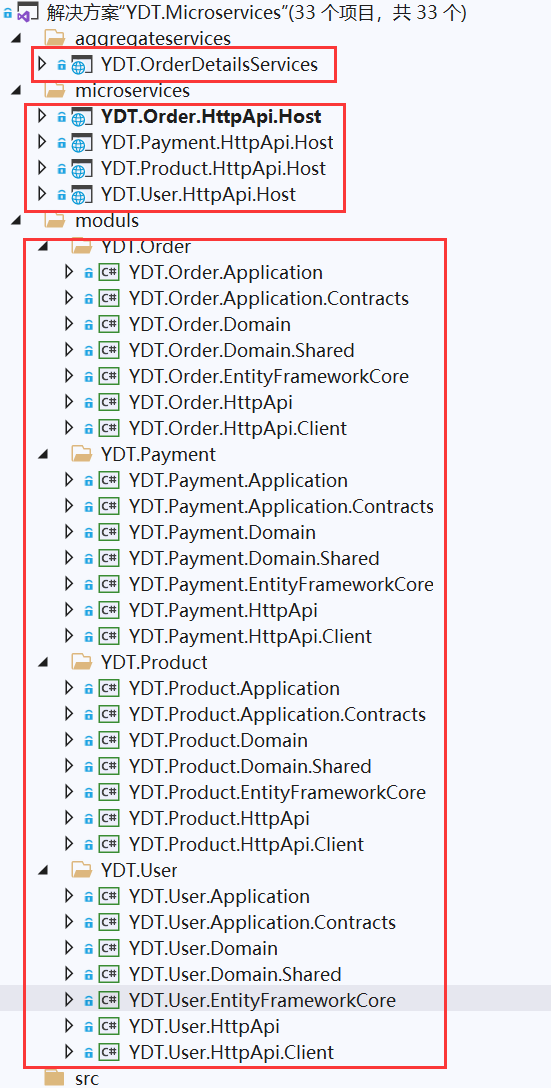 解决方案“YDT.Microservices”(33 个项目，共 33 个)
aggregateservices
YDT.OrderDetailsServices
microservices
YDT.Order.HttpApi.Host
YDT.Payment.HttpApi.Host
YDT.Product.HttpApi.Host
YDT.User.HttpApi.Host
moduls
YDT.Order
C# YDT.Order.Application
C# YDT.Order.Application.Contracts
C# YDT.Order.Domain
C# YDT.Order.Domain.Shared
C# YDT.Order.EntityFrameworkCore
C# YDT.Order.HttpApi
C# YDT.Order.HttpApi.Client
YDT.Payment
C# YDT.Payment.Application
C# YDT.Payment.Application.Contracts
C# YDT.Payment.Domain
C# YDT.Payment.Domain.Shared
C# YDT.Payment.EntityFrameworkCore
C# YDT.Payment.HttpApi
C# YDT.Payment.HttpApi.Client
YDT.Product
C# YDT.Product.Application
C# YDT.Product.Application.Contracts
C# YDT.Product.Domain
C# YDT.Product.Domain.Shared
C# YDT.Product.EntityFrameworkCore
C# YDT.Product.HttpApi
C# YDT.Product.HttpApi.Client
YDT.User
C# YDT.User.Application
C# YDT.User.Application.Contracts
C# YDT.User.Domain
C# YDT.User.Domain.Shared
C# YDT.User.EntityFrameworkCore
C# YDT.User.HttpApi
C# YDT.User.HttpApi.Client
src